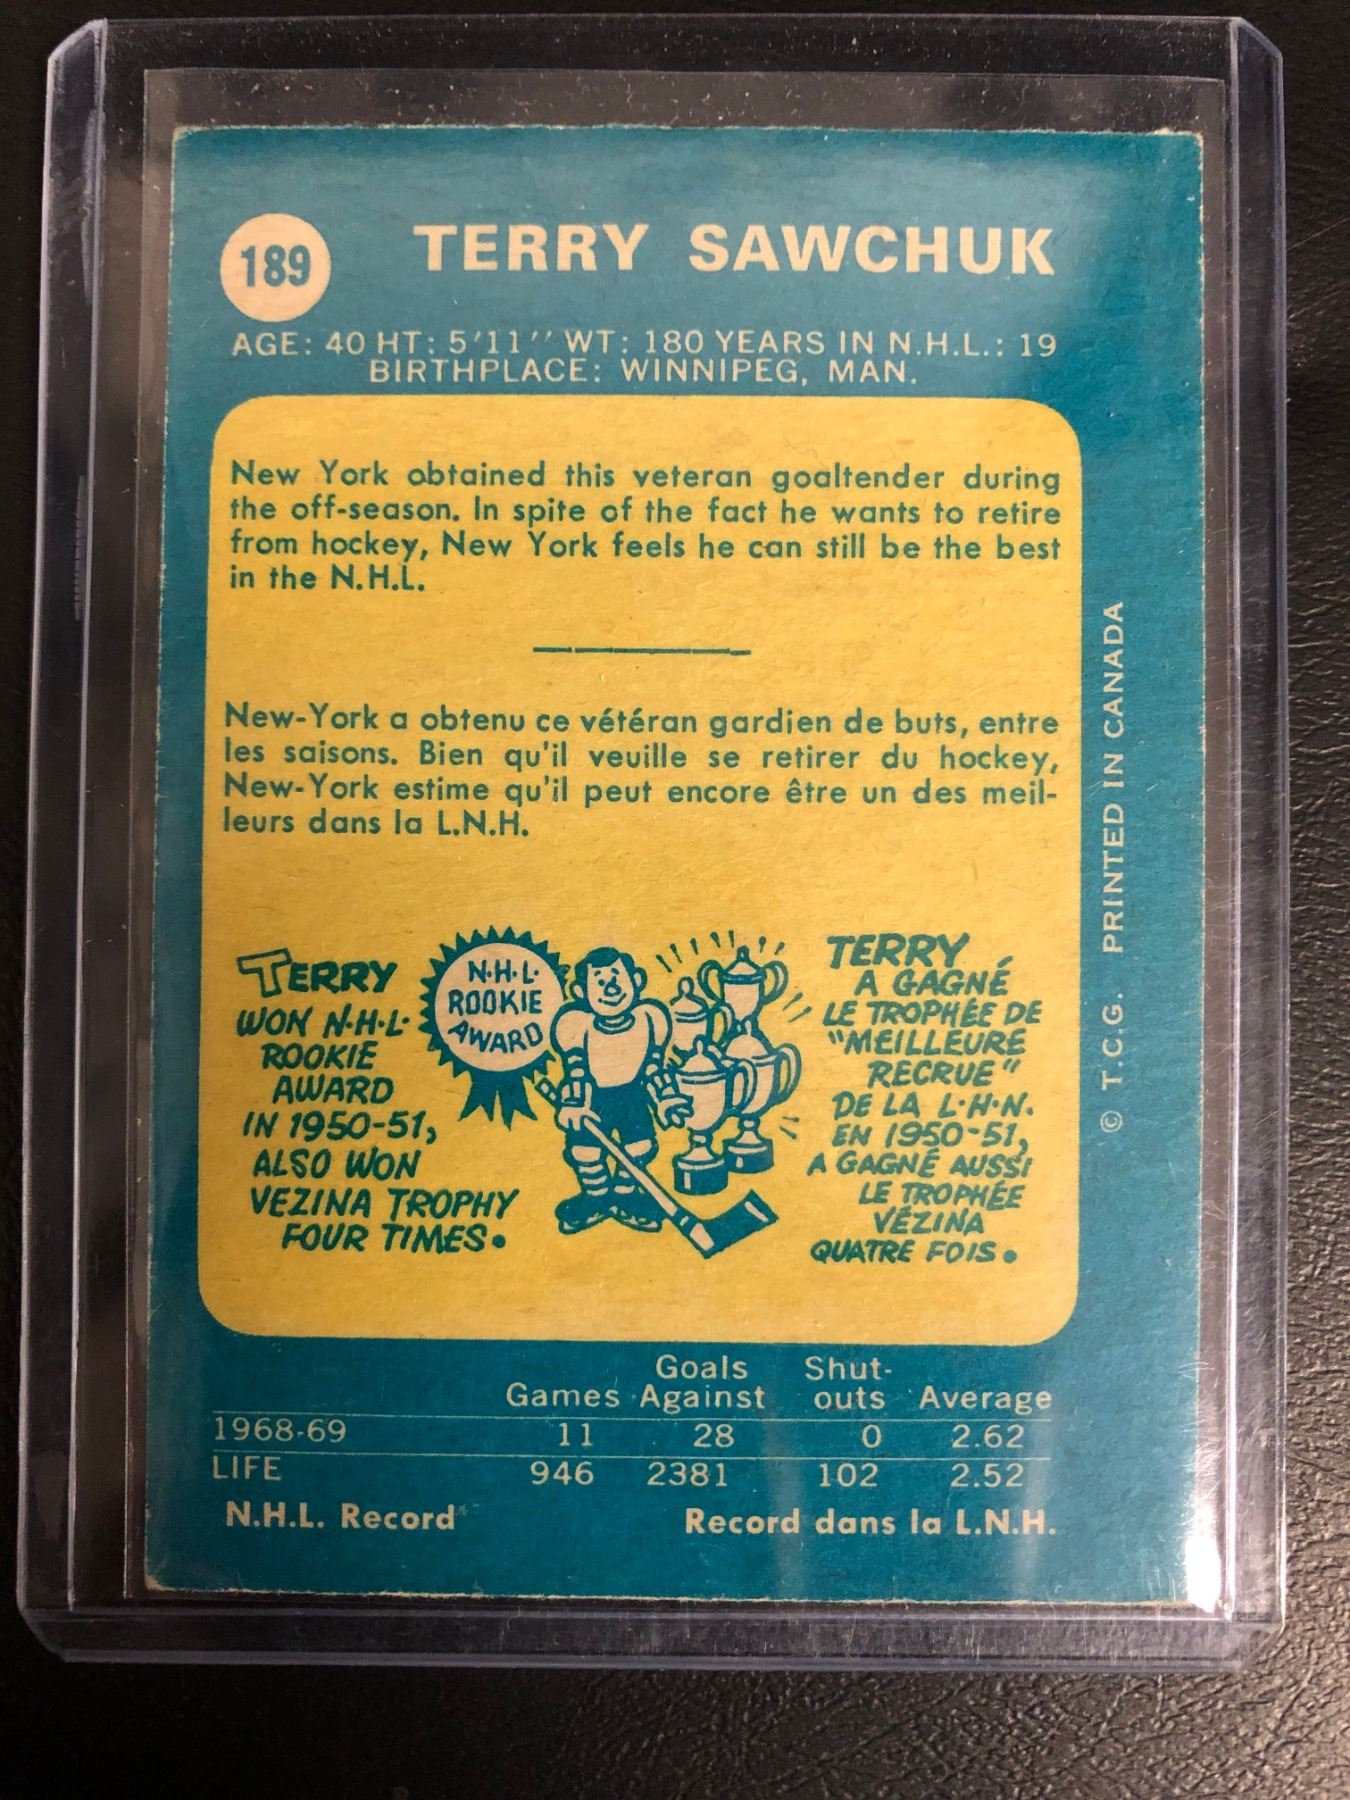 189
TERRY SAWCHUK
AGE: 40 HT: 5'11'' WT: 180 YEARS IN N.H.L.: 19
BIRTHPLACE: WINNIPEG, MAN.
New York obtained this veteran goaltender during
the off-season. In spite of the fact he wants to retire
from hockey, New York feels he can still be the best
in the N.H.L.
New-York a obtenu ce vétéran gardien de buts, entre
les saisons. Bien qu'il veuille se retirer du hockey,
New-York estime qu'il peut encore être un des meil-
leurs dans la L.N.H.
TERRY
WON N·H·L·
ROOKIE
AWARD
IN 1950-51,
ALSO WON
VEZINA TROPHY
FOUR TIMES.
N·H·L·
ROOKIE
AWARD
TERRY
A GAGNÉ
LE TROPHÉE DE
"MEILLEURE
RECRUE"
DE LA L·H·N.
EN 1950-51,
A GAGNÉ AUSSI
LE TROPHÉE
VÉZINA
QUATRE FOIS.
© T.C.G. PRINTED IN CANADA
Goals Shut-
Games Against outs Average
1968-69 11 28 0 2.62
LIFE 946 2381 102 2.52
N.H.L. Record Record dans la L.N.H.